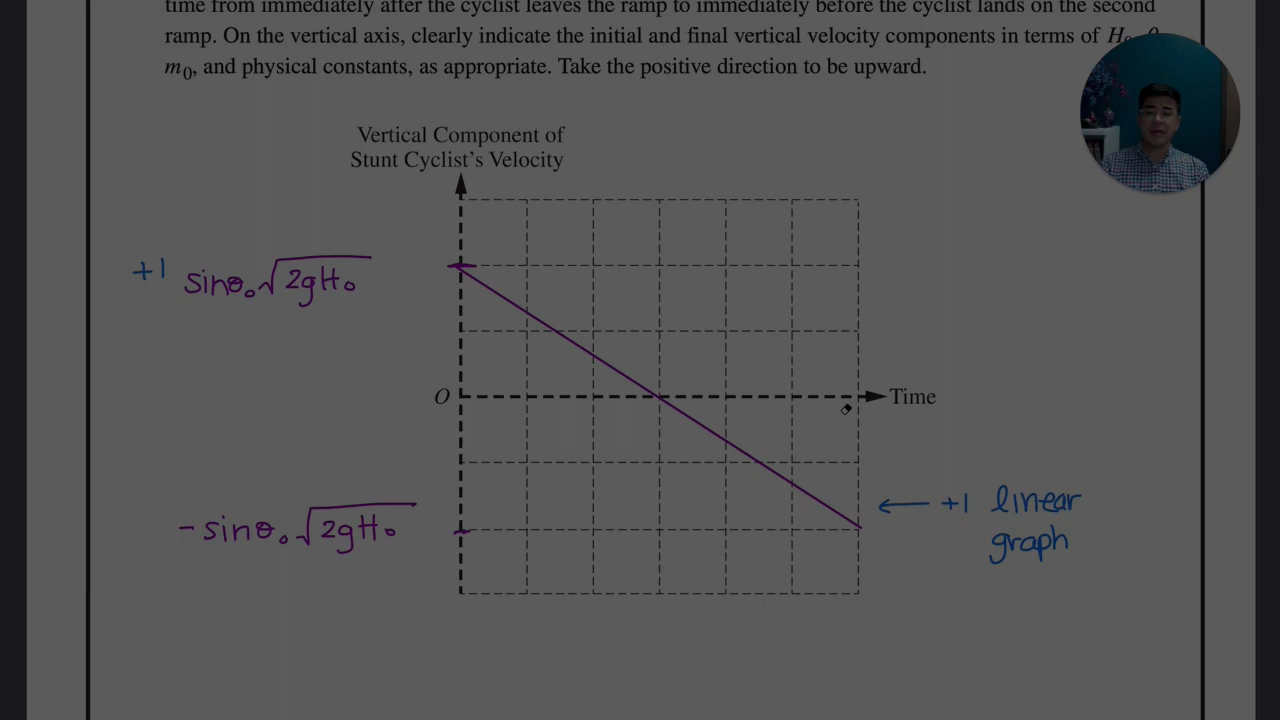 time from immediately after the cyclist leaves the ramp to immediately before the cyclist lands on the second
ramp. On the vertical axis, clearly indicate the initial and final vertical velocity components in terms of H₀
m₀, and physical constants, as appropriate. Take the positive direction to be upward.
Vertical Component of
Stunt Cyclist's Velocity
+1 sinθ₀√2gH₀
O
Time
-sinθ₀√2gH₀
← +1 linear
graph